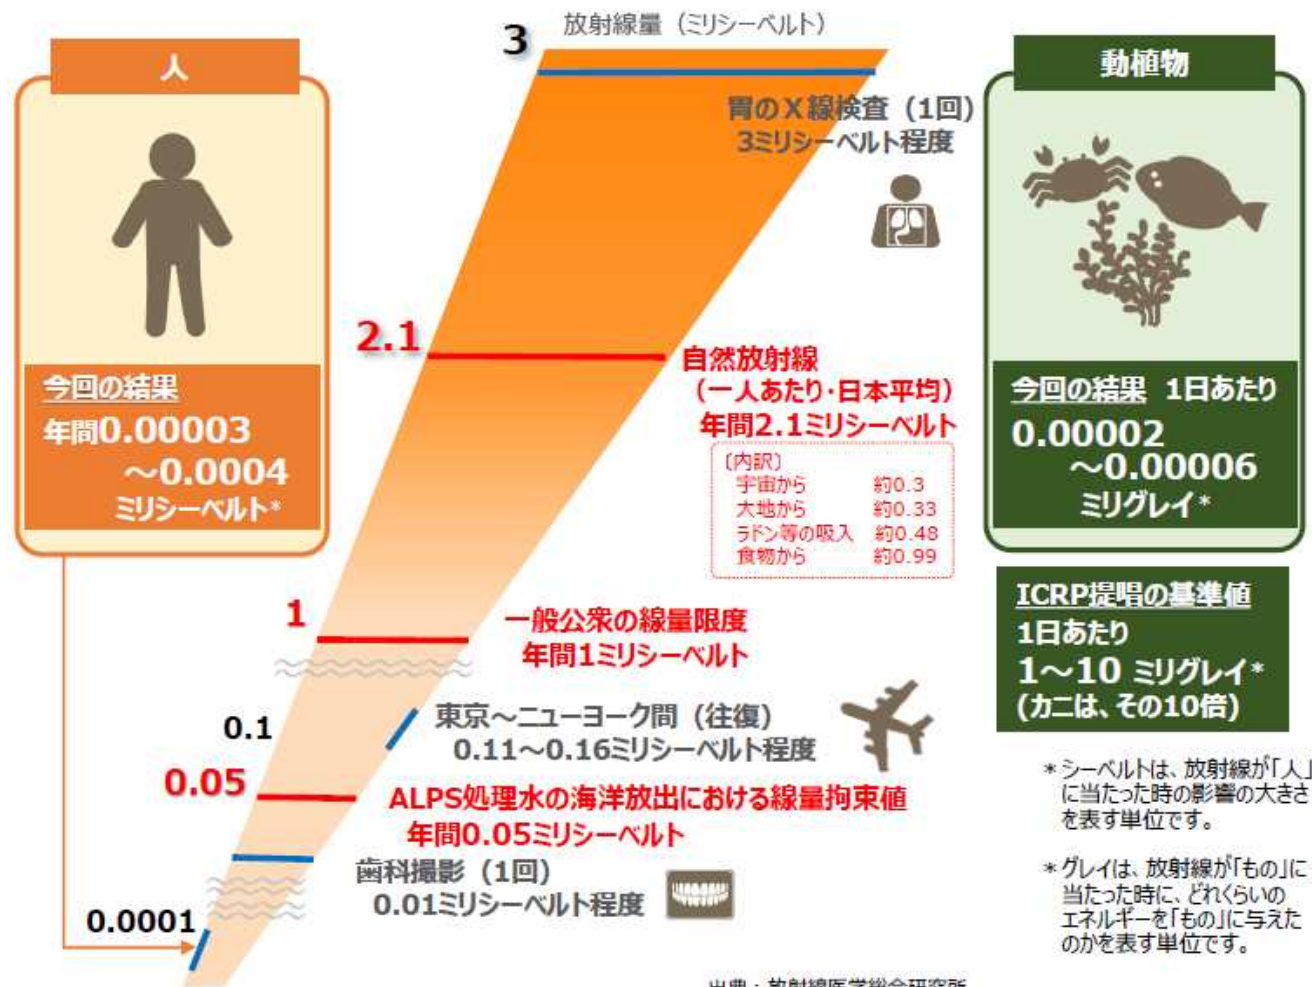 放射線量（ミリシーベルト）
3
胃のX線検査（1回）
3ミリシーベルト程度
人
今回の結果
年間0.00003
～0.0004
ミリシーベルト*
2.1
自然放射線
（一人あたり・日本平均）
年間2.1ミリシーベルト
〔内訳〕
宇宙から 約0.3
大地から 約0.33
ラドン等の吸入 約0.48
食物から 約0.99
1
一般公衆の線量限度
年間1ミリシーベルト
0.1
東京～ニューヨーク間（往復）
0.11～0.16ミリシーベルト程度
0.05
ALPS処理水の海洋放出における線量拘束値
年間0.05ミリシーベルト
歯科撮影（1回）
0.01ミリシーベルト程度
0.0001
動植物
今回の結果 1日あたり
0.00002
～0.00006
ミリグレイ*
ICRP提唱の基準値
1日あたり
1～10 ミリグレイ*
(カニは、その10倍)
*シーベルトは、放射線が「人」
に当たった時の影響の大きさ
を表す単位です。
*グレイは、放射線が「もの」に
当たった時に、どれくらいの
エネルギーを「もの」に与えた
のかを表す単位です。
出典：放射線医学総合研究所